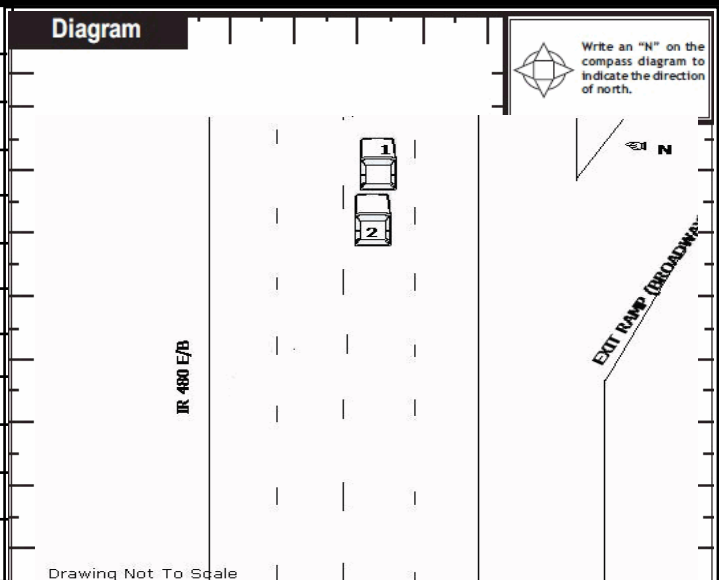 Diagram
Write an “N” on the
compass diagram to
indicate the direction
of north.
1
N
2
EXIT RAMP (BROADWAY
IR 480 E/B
Drawing Not To Scale